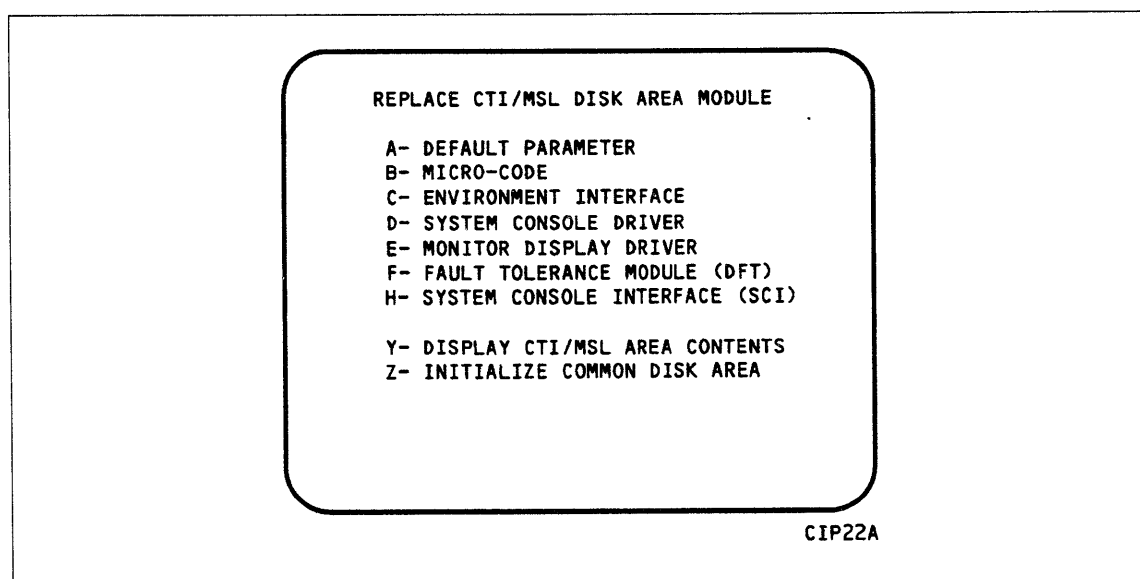 REPLACE CTI/MSL DISK AREA MODULE
A- DEFAULT PARAMETER
B- MICRO-CODE
C- ENVIRONMENT INTERFACE
D- SYSTEM CONSOLE DRIVER
E- MONITOR DISPLAY DRIVER
F- FAULT TOLERANCE MODULE (DFT)
H- SYSTEM CONSOLE INTERFACE (SCI)
Y- DISPLAY CTI/MSL AREA CONTENTS
Z- INITIALIZE COMMON DISK AREA
CIP22A